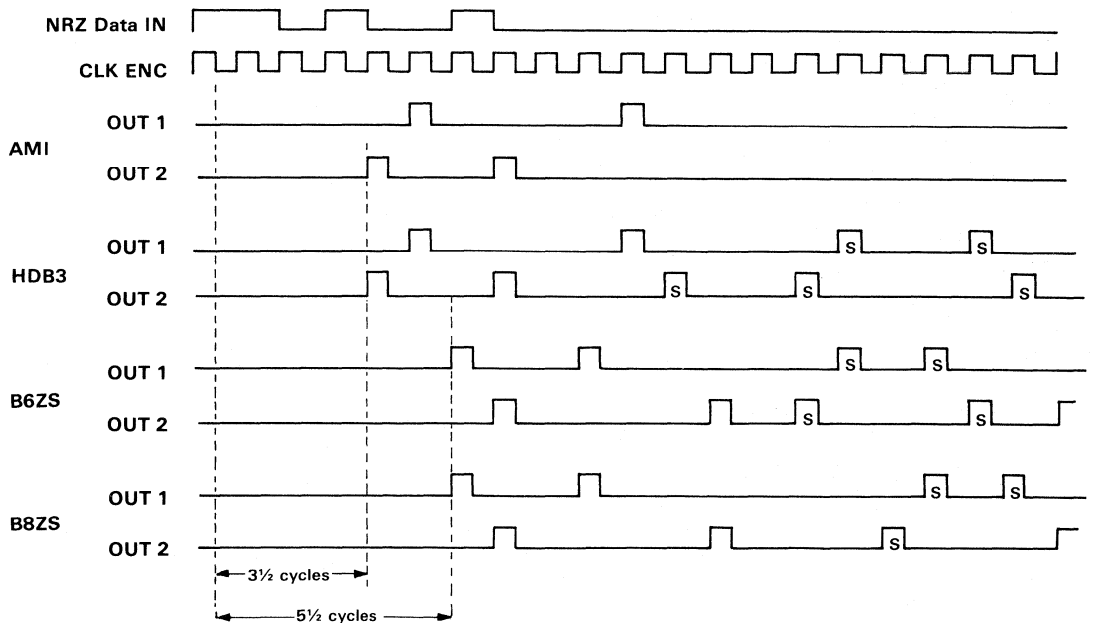 NRZ Data IN
CLK ENC
AMI
OUT 1
OUT 2
HDB3
OUT 1
S S
OUT 2
S S S
B6ZS
OUT 1
S S
OUT 2
S S
B8ZS
OUT 1
S S
OUT 2
S
3½ cycles
5½ cycles